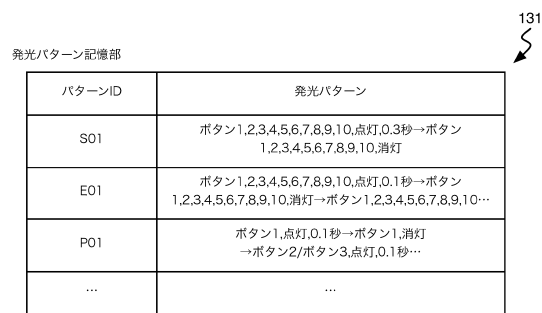 131
発光パターン記憶部
パターンID
発光パターン
S01
ボタン1,2,3,4,5,6,7,8,9,10,点灯,0.3秒→ボタン
1,2,3,4,5,6,7,8,9,10,消灯
E01
ボタン1,2,3,4,5,6,7,8,9,10,点灯,0.1秒→ボタン
1,2,3,4,5,6,7,8,9,10,消灯→ボタン1,2,3,4,5,6,7,8,9,10…
P01
ボタン1,点灯,0.1秒→ボタン1,消灯
→ボタン2/ボタン3,点灯,0.1秒…
…
…